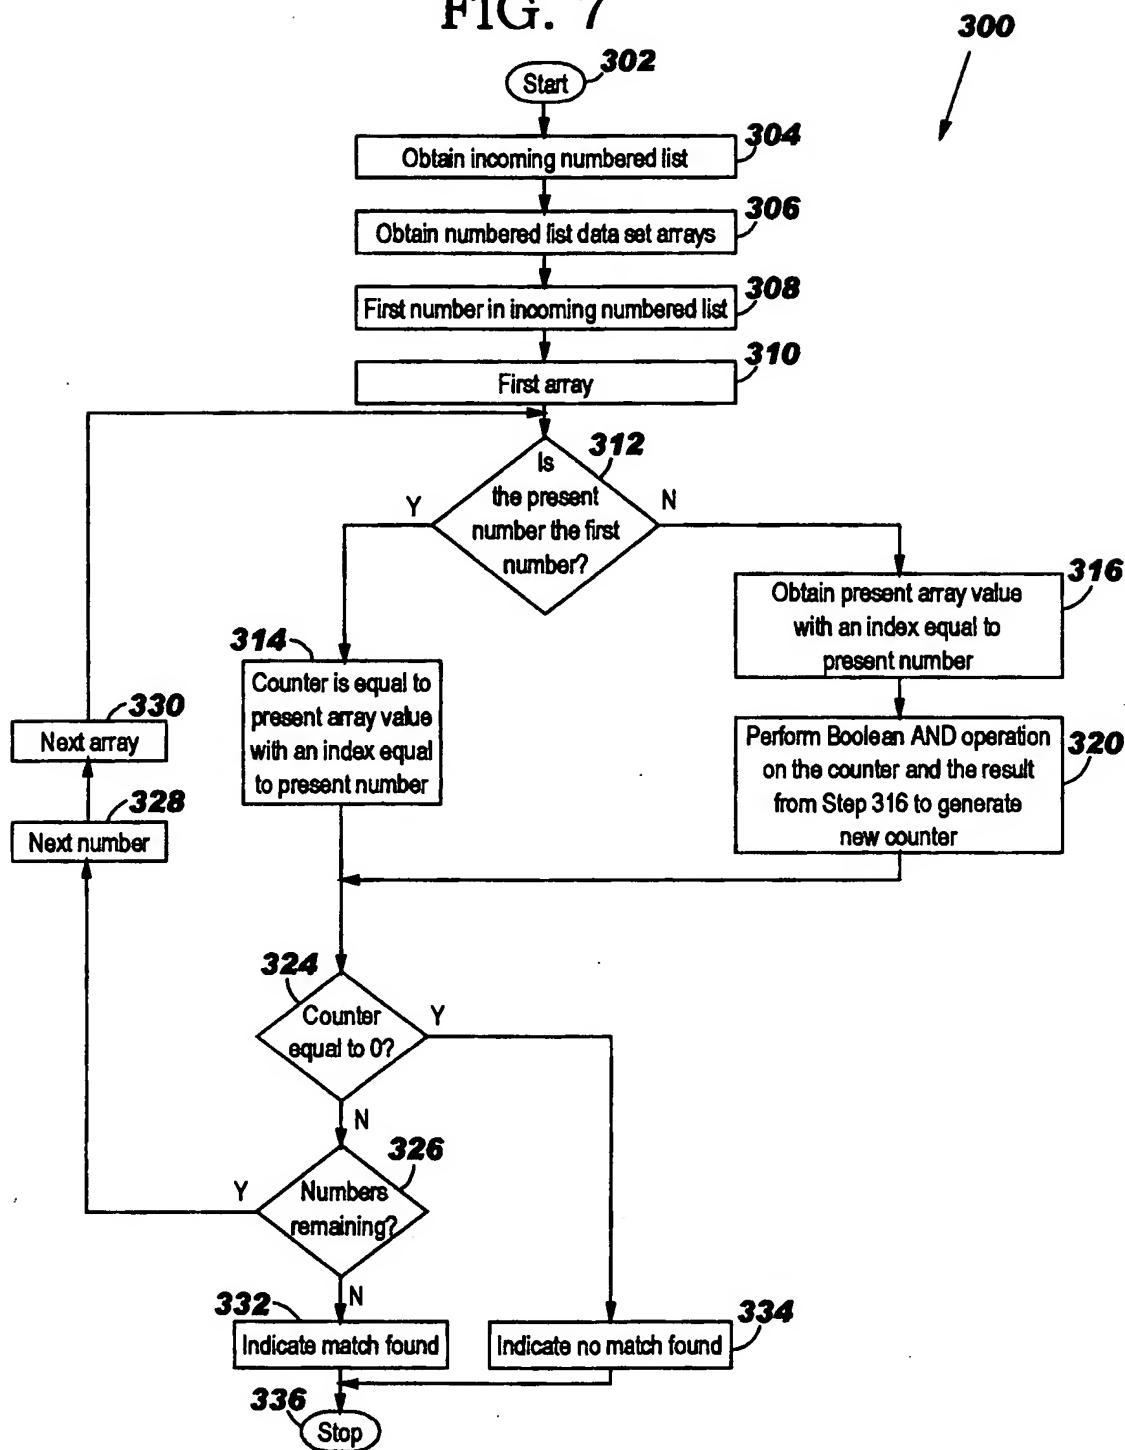 FIG. 7
300
302
Start
304
Obtain incoming numbered list
306
Obtain numbered list data set arrays
308
First number in incoming numbered list
310
First array
312
Is
the present
number the first
number?
Y
N
314
Counter is equal to
present array value
with an index equal
to present number
316
Obtain present array value
with an index equal to
present number
320
Perform Boolean AND operation
on the counter and the result
from Step 316 to generate
new counter
330
Next array
328
Next number
324
Counter
equal to 0?
Y
N
326
Numbers
remaining?
Y
N
332
Indicate match found
334
Indicate no match found
336
Stop